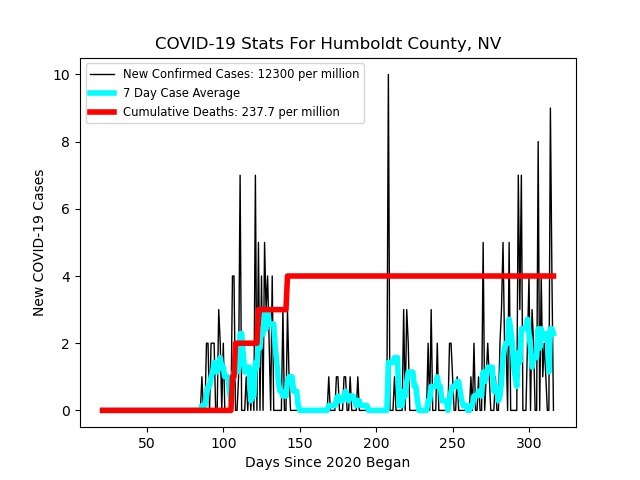 COVID-19 Stats For Humboldt County, NV
New Confirmed Cases: 12300 per million
7 Day Case Average
Cumulative Deaths: 237.7 per million
New COVID-19 Cases
10
8
6
4
2
0
50 100 150 200 250 300
Days Since 2020 Began